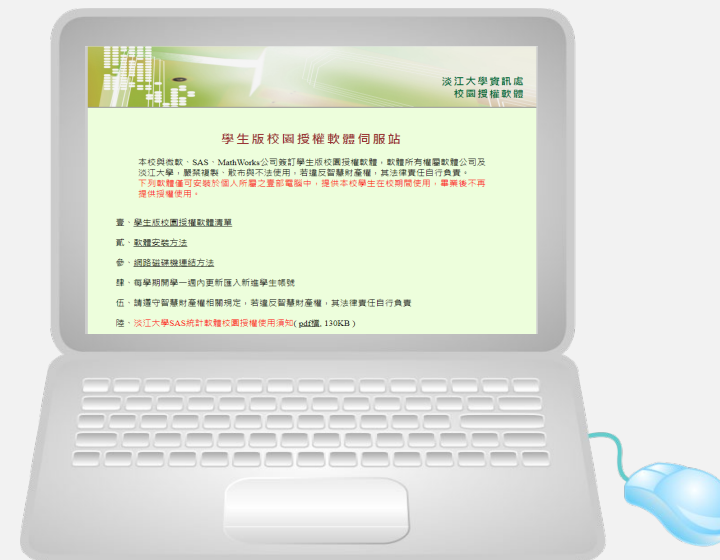 淡江大學資訊處
校園授權軟體
學生版校園授權軟體伺服站
本校與微軟、SAS、MathWorks公司簽訂學生版校園授權軟體，軟體所有權屬軟體公司及
淡江大學，嚴禁複製、散布與不法使用，若違反智慧財產權，其法律責任自行負責。
下列軟體僅可安裝於個人所屬之壹部電腦中，提供本校學生在校期間使用，畢業後不再
提供授權使用。
壹、學生版校園授權軟體清單
貳、軟體安裝方法
參、網路磁碟機連結方法
肆、每學期開學一週內更新匯入新進學生帳號
伍、請遵守智慧財產權相關規定，若違反智慧財產權，其法律責任自行負責
陸、淡江大學SAS統計軟體校園授權使用須知( pdf檔, 130KB )